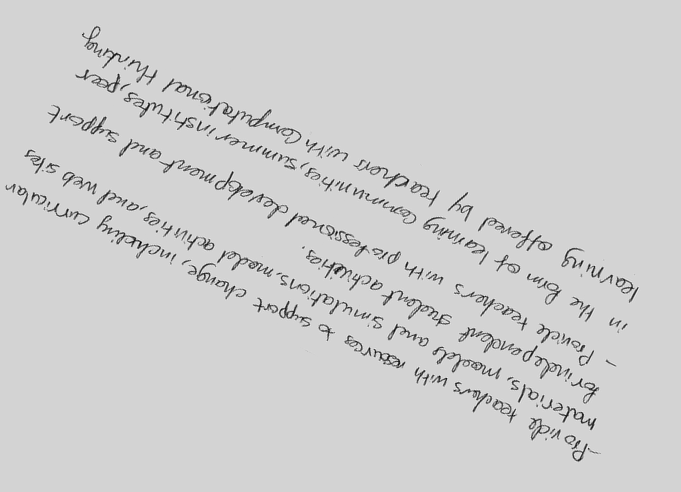 - Provide teachers with resources to support change, including curricular
materials, models and simulations, model activities, and web sites
for independent student activities.
- Provide teachers with professional development and support
in the form of learning communities, summer institutes, peer
learning offered by teachers with computational thinking